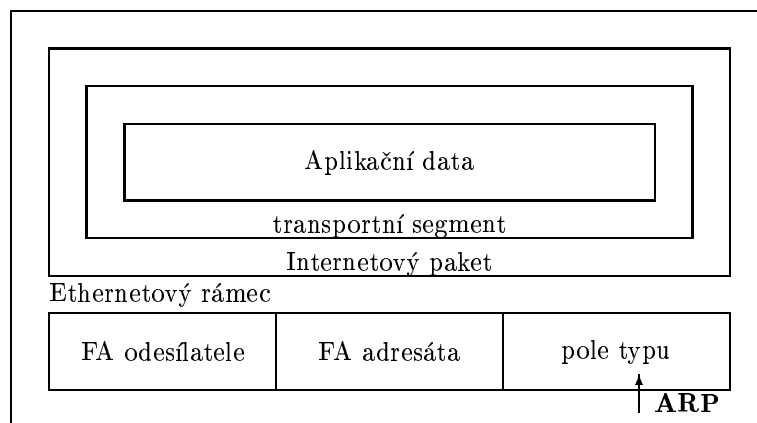 Aplikační data
transportní segment
Internetový paket
Ethernetový rámec
FA odesílatele FA adresáta pole typu
ARP